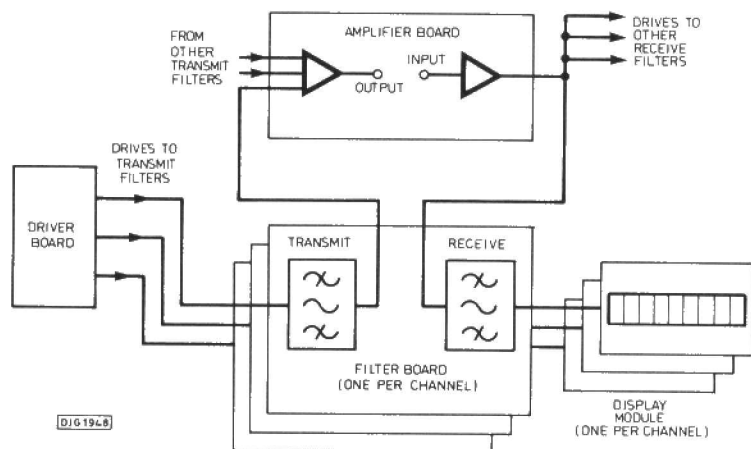 AMPLIFIER BOARD
FROM
OTHER
TRANSMIT
FILTERS
INPUT
OUTPUT
DRIVES TO
OTHER
RECEIVE
FILTERS
DRIVES TO
TRANSMIT
FILTERS
DRIVER
BOARD
TRANSMIT
RECEIVE
FILTER BOARD
(ONE PER CHANNEL)
DISPLAY
MODULE
(ONE PER CHANNEL)
DJG1948